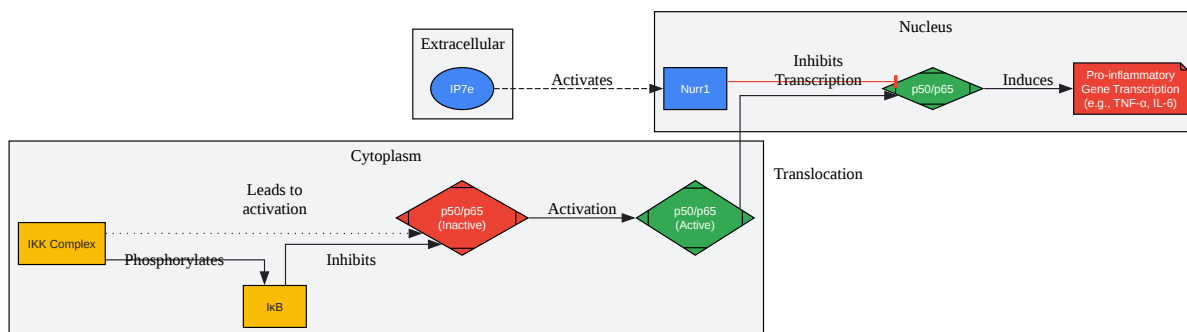 Nucleus
Extracellular
IP7e
Activates
Nurr1
Inhibits
Transcription
p50/p65
Induces
Pro-inflammatory
Gene Transcription
(e.g., TNF-α, IL-6)
Cytoplasm
Translocation
Leads to
activation
p50/p65
(Inactive)
Activation
p50/p65
(Active)
IKK Complex
Phosphorylates
Inhibits
IκB